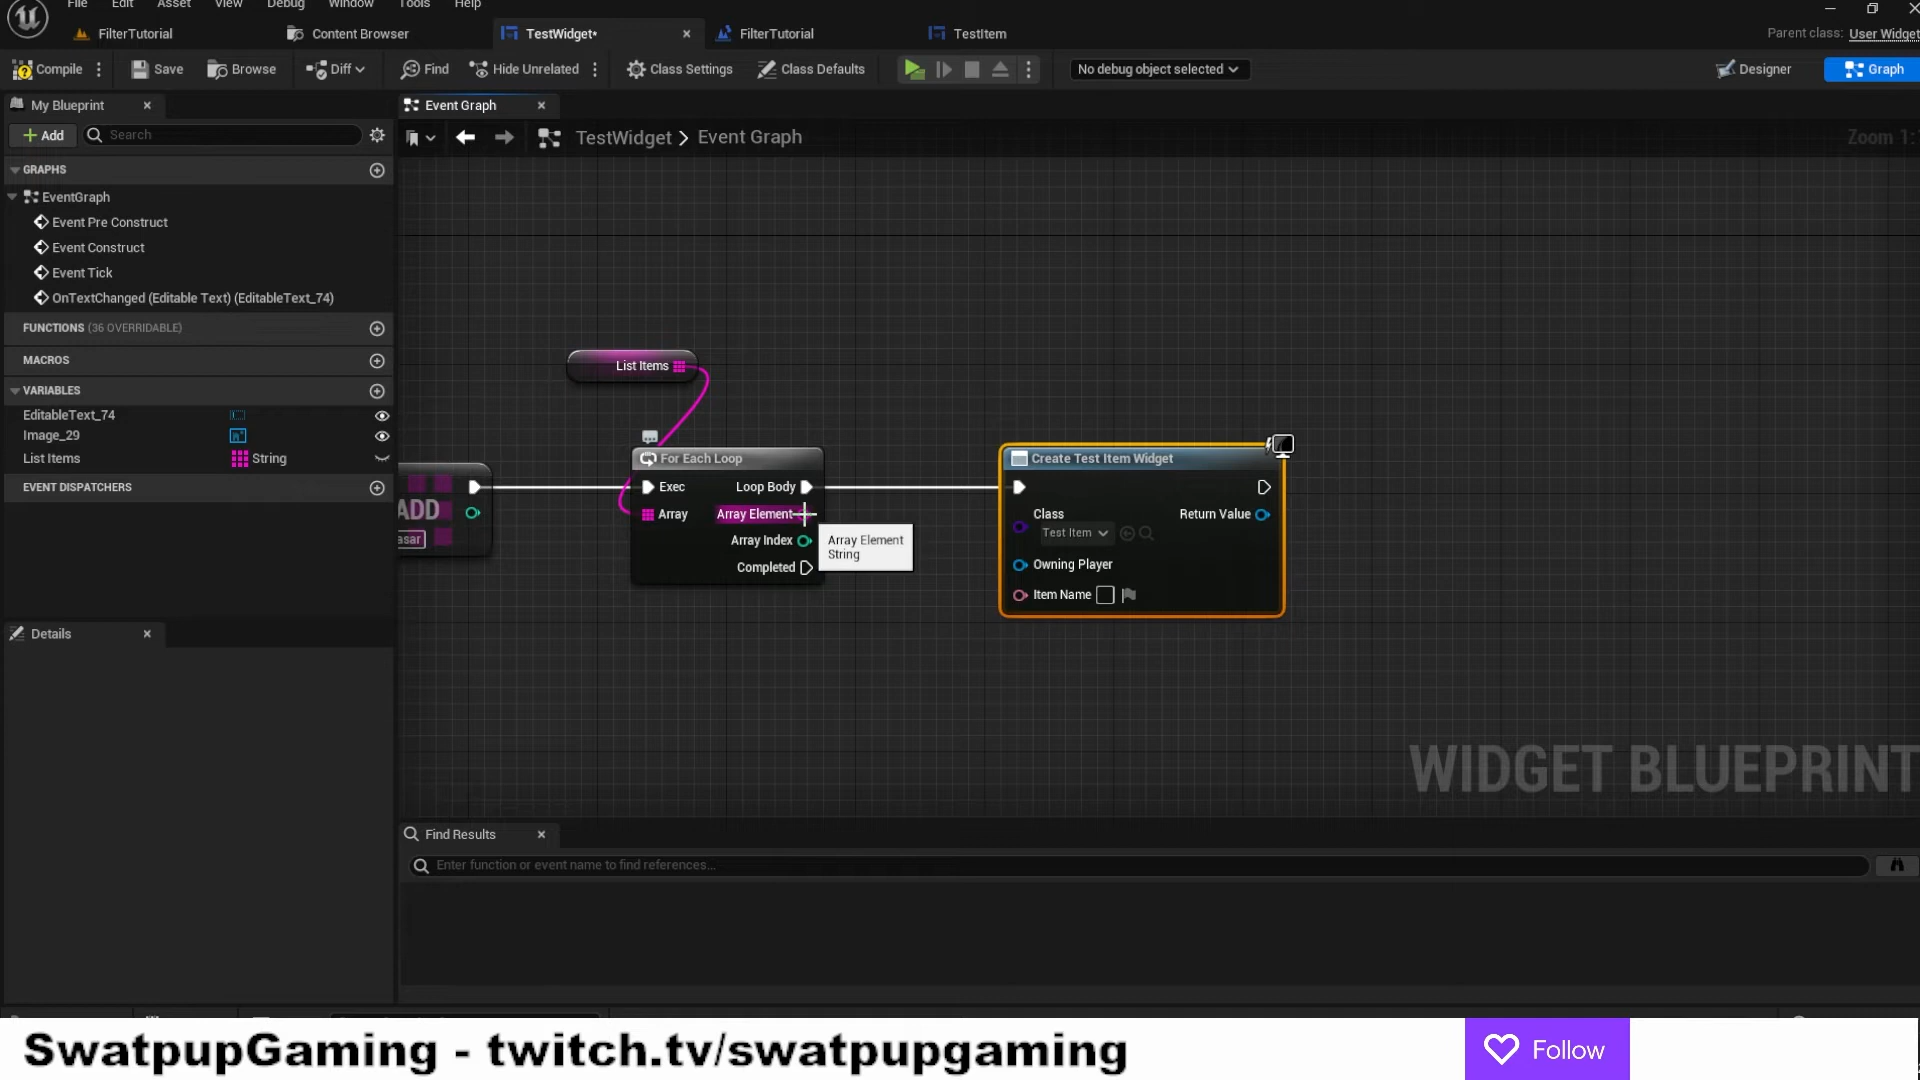 File Edit Asset View Debug Window Tools Help
FilterTutorial Content Browser TestWidget* FilterTutorial TestItem Parent class: User Widget
Compile Save Browse Diff Find Hide Unrelated Class Settings Class Defaults No debug object selected Designer Graph
My Blueprint Event Graph
Add Search TestWidget > Event Graph Zoom 1:
GRAPHS
EventGraph
Event Pre Construct
Event Construct
Event Tick
OnTextChanged (Editable Text) (EditableText_74)
FUNCTIONS (36 OVERRIDABLE)
MACROS
VARIABLES
EditableText_74
Image_29
List Items String
EVENT DISPATCHERS
Details
List Items
ADD
asar
For Each Loop
Exec Loop Body
Array Array Element
Array Index
Completed
Array Element
String
Create Test Item Widget
Class Return Value
Test Item
Owning Player
Item Name
WIDGET BLUEPRINT
Find Results
Enter function or event name to find references...
SwatpupGaming - twitch.tv/swatpupgaming Follow